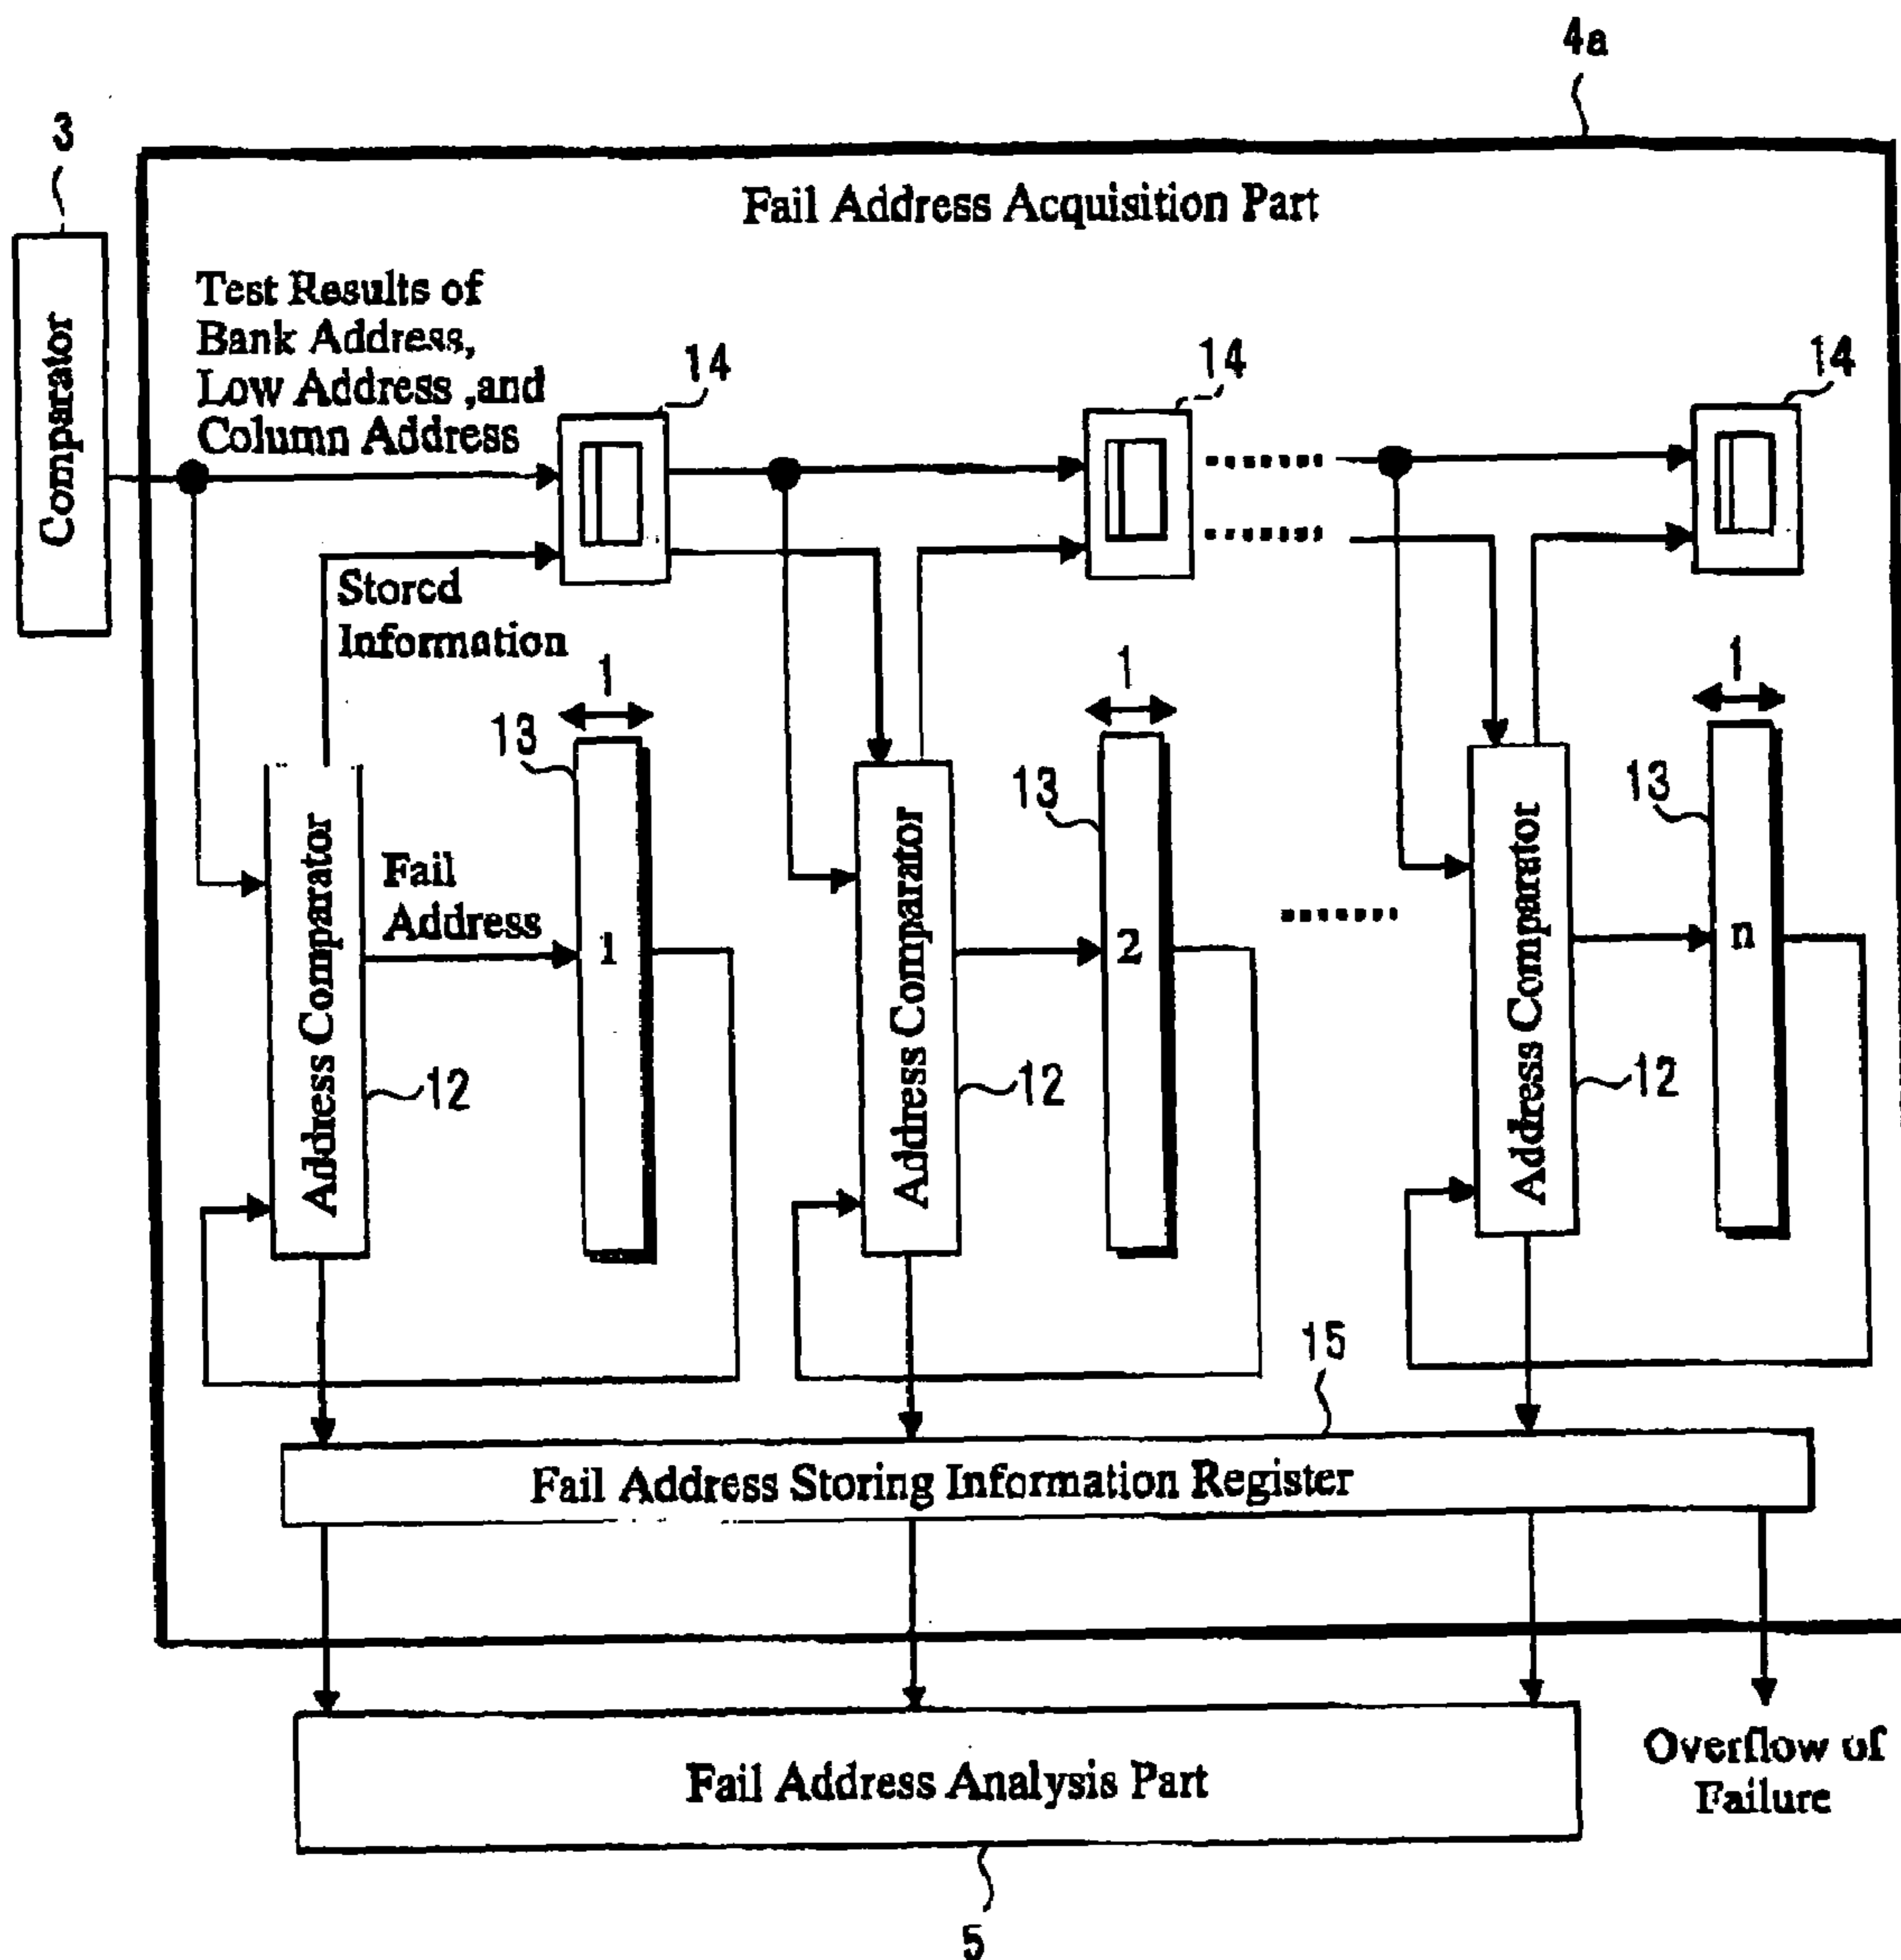 4a
3
Fail Address Acquisition Part
Comparator
Test Results of
Bank Address,
Low Address ,and
Column Address
14
14
14
Stored
Information
1
1
1
13
13
13
Address Comparator
Fail
Address
1
Address Comparator
2
Address Comparator
n
12
12
12
15
Fail Address Storing Information Register
Fail Address Analysis Part
Overflow of
Failure
5